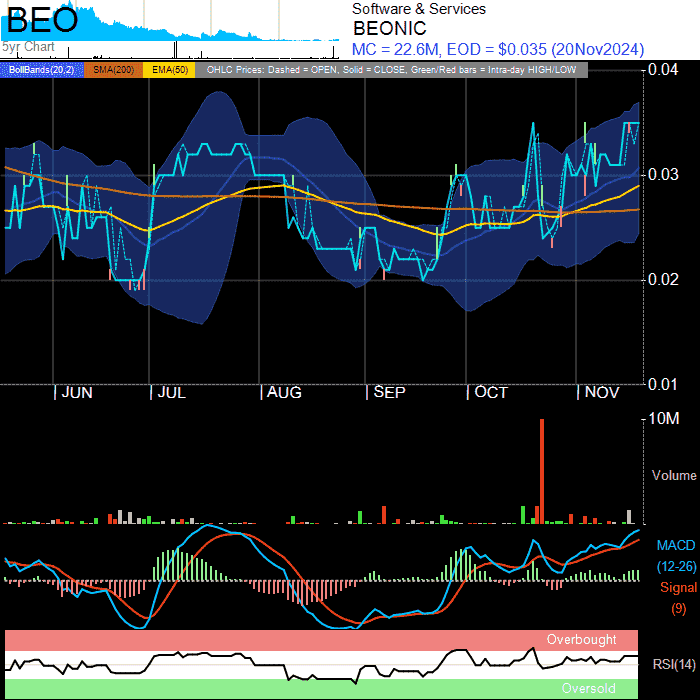 BEO
5yr Chart
Software & Services
BEONIC
MC = 22.6M, EOD = $0.035 (20Nov2024)
BollBands(20,2) SMA(200) EMA(50) OHLC Prices: Dashed = OPEN, Solid = CLOSE, Green/Red bars = Intra-day HIGH/LOW
0.04
0.03
0.02
0.01
JUN JUL AUG SEP OCT NOV
10M
Volume
MACD
(12-26)
Signal
(9)
Overbought
RSI(14)
Oversold